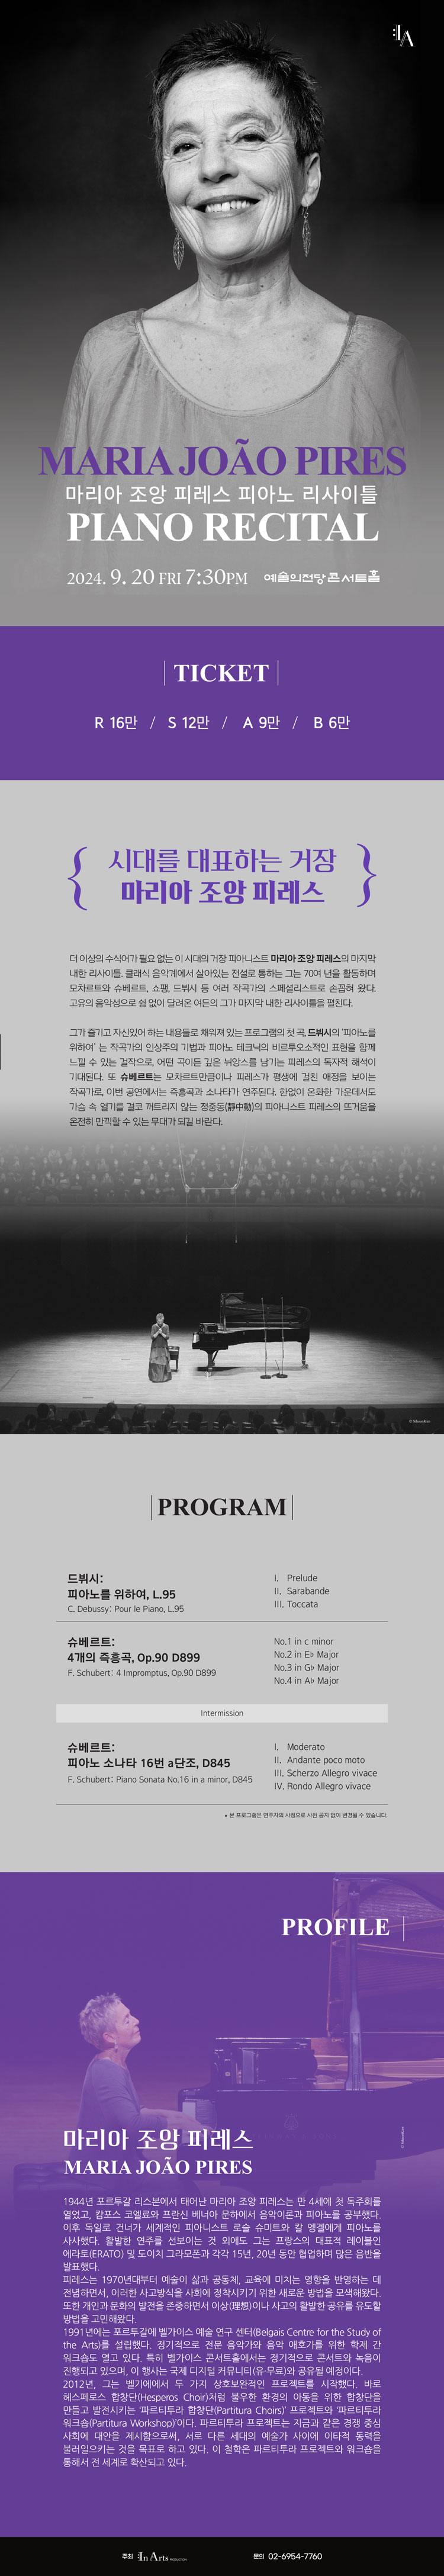 IA
MARIA JOÃO PIRES
마리아 조앙 피레스 피아노 리사이틀
PIANO RECITAL
2024. 9. 20 FRI 7:30PM 예술의전당 콘서트홀
TICKET
R 16만 / S 12만 / A 9만 / B 6만
시대를 대표하는 거장
마리아 조앙 피레스
더 이상의 수식어가 필요 없는 이 시대의 거장 피아니스트 마리아 조앙 피레스의 마지막
내한 리사이틀. 클래식 음악계에서 살아있는 전설로 통하는 그는 70여 년을 활동하며
모차르트와 슈베르트, 쇼팽, 드뷔시 등 여러 작곡가의 스페셜리스트로 손꼽혀 왔다.
고유의 음악성으로 쉼 없이 달려온 여든의 그가 마지막 내한 리사이틀을 펼친다.
그가 즐기고 자신있어 하는 내용들로 채워져 있는 프로그램의 첫 곡, 드뷔시의 '피아노를
위하여' 는 작곡가의 인상주의 기법과 피아노 테크닉의 비르투오소적인 표현을 함께
느낄 수 있는 걸작으로, 어떤 곡이든 깊은 뉘앙스를 남기는 피레스의 독자적 해석이
기대된다. 또 슈베르트는 모차르트만큼이나 피레스가 평생에 걸친 애정을 보이는
작곡가로, 이번 공연에서는 즉흥곡과 소나타가 연주된다. 한없이 온화한 가운데서도
가슴 속 열기를 결코 꺼트리지 않는 정중동(靜中動)의 피아니스트 피레스의 뜨거움을
온전히 만끽할 수 있는 무대가 되길 바란다.
PROGRAM
드뷔시:
피아노를 위하여, L.95
C. Debussy: Pour le Piano, L.95
I. Prelude
II. Sarabande
III. Toccata
슈베르트:
4개의 즉흥곡, Op.90 D899
F. Schubert: 4 Impromptus, Op.90 D899
No.1 in c minor
No.2 in E♭ Major
No.3 in G♭ Major
No.4 in A♭ Major
Intermission
슈베르트:
피아노 소나타 16번 a단조, D845
F. Schubert: Piano Sonata No.16 in a minor, D845
I. Moderato
II. Andante poco moto
III. Scherzo Allegro vivace
IV. Rondo Allegro vivace
* 본 프로그램은 연주자의 사정으로 사전 공지 없이 변경될 수 있습니다.
PROFILE
마리아 조앙 피레스
MARIA JOÃO PIRES
1944년 포르투갈 리스본에서 태어난 마리아 조앙 피레스는 만 4세에 첫 독주회를
열었고, 캄포스 코엘료와 프란신 베너아 문하에서 음악이론과 피아노를 공부했다.
이후 독일로 건너가 세계적인 피아니스트 로슬 슈미트와 칼 엥겔에게 피아노를
사사했다. 활발한 연주를 선보이는 것 외에도 그는 프랑스의 대표적 레이블인
에라토(ERATO) 및 도이치 그라모폰과 각각 15년, 20년 동안 협업하며 많은 음반을
발표했다.
피레스는 1970년대부터 예술이 삶과 공동체, 교육에 미치는 영향을 반영하는 데
전념하면서, 이러한 사고방식을 사회에 정착시키기 위한 새로운 방법을 모색해왔다.
또한 개인과 문화의 발전을 존중하면서 이상(理想)이나 사고의 활발한 공유를 유도할
방법을 고민해왔다.
1991년에는 포르투갈에 벨가이스 예술 연구 센터(Belgais Centre for the Study of
the Arts)를 설립했다. 정기적으로 전문 음악가와 음악 애호가를 위한 학제 간
워크숍도 열고 있다. 특히 벨가이스 콘서트홀에서는 정기적으로 콘서트와 녹음이
진행되고 있으며, 이 행사는 국제 디지털 커뮤니티(유·무료)와 공유될 예정이다.
2012년, 그는 벨기에에서 두 가지 상호보완적인 프로젝트를 시작했다. 바로
헤스페로스 합창단(Hesperos Choir)처럼 불우한 환경의 아동을 위한 합창단을
만들고 발전시키는 '파르티투라 합창단(Partitura Choirs)' 프로젝트와 '파르티투라
워크숍(Partitura Workshop)'이다. 파르티투라 프로젝트는 지금과 같은 경쟁 중심
사회에 대안을 제시함으로써, 서로 다른 세대의 예술가 사이에 이타적 동력을
불러일으키는 것을 목표로 하고 있다. 이 철학은 파르티투라 프로젝트와 워크숍을
통해서 전 세계로 확산되고 있다.
주최 In Arts PRODUCTION 문의 02-6954-7760